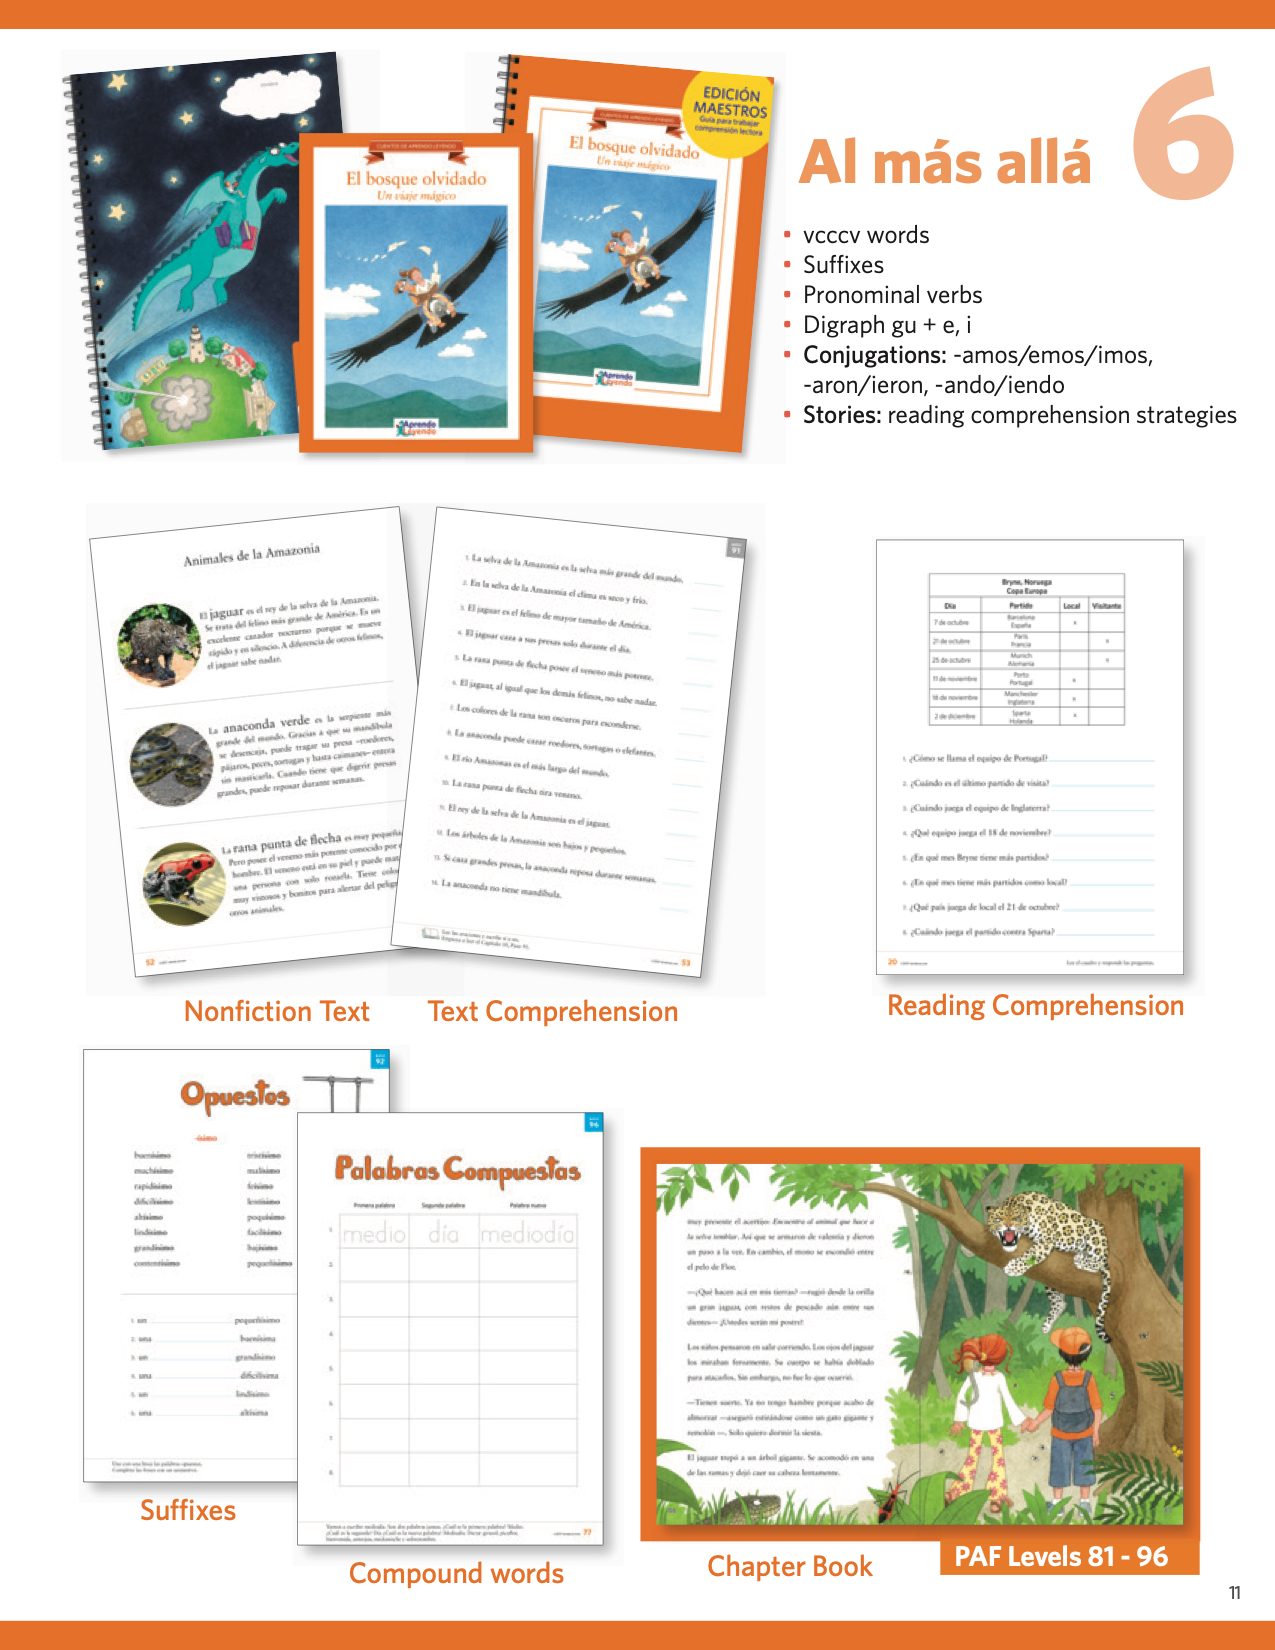 EDICIÓN
MAESTROS
Guía para trabajar
comprensión lectora
CUENTOS DE APRENDO LEYENDO
El bosque olvidado
Un viaje mágico
Aprendo
Leyendo
CUENTOS DE APRENDO LEYENDO
El bosque olvidado
Un viaje mágico
Aprendo
Leyendo
Al más allá
6
• vcccv words
• Suffixes
• Pronominal verbs
• Digraph gu + e, i
• Conjugations: -amos/emos/imos,
-aron/ieron, -ando/iendo
• Stories: reading comprehension strategies
Animales de la Amazonia
El jaguar es el rey de la selva de la Amazonia.
Se trata del felino más grande de América. Es un
excelente cazador nocturno porque se mueve
rápido y en silencio. A diferencia de otros felinos,
el jaguar sabe nadar.
La anaconda verde es la serpiente más
grande del mundo. Gracias a que su mandíbula
se desencaja, puede tragar su presa –roedores,
pájaros, peces, tortugas y hasta caimanes– entera
sin masticarla. Cuando tiene que digerir presas
grandes, puede reposar durante semanas.
La rana punta de flecha es muy pequeña
Pero posee el veneno más potente conocido por
hombre. El veneno está en su piel y puede
una persona con solo rozarla. Tiene
muy vistosos y bonitos para alertar del
otros animales.
52
91
1. La selva de la Amazonia es la selva más grande del mundo.
2. En la selva de la Amazonia el clima es seco y frío.
3. El jaguar es el felino de mayor tamaño de América.
4. El jaguar caza a sus presas solo durante el día.
5. La rana punta de flecha posee el veneno más potente.
6. El jaguar, al igual que los demás felinos, no sabe nadar.
7. Los colores de la rana son oscuros para esconderse.
8. La anaconda puede cazar roedores, tortugas o elefantes.
9. El río Amazonas es el más largo del mundo.
10. La rana punta de flecha tira veneno.
11. El rey de la selva de la Amazonia es el jaguar.
12. Los árboles de la Amazonia son bajos y pequeños.
13. Si caza grandes presas, la anaconda reposa durante semanas.
14. La anaconda no tiene mandíbula.
53
Nonfiction Text
Text Comprehension
Bryne, Noruega
Copa Europa
Día Partido Local Visitante
7 de octubre Barcelona España x
21 de octubre París Francia x
25 de octubre Munich Alemania x
11 de noviembre Porto Portugal x
18 de noviembre Manchester Inglaterra x
2 de diciembre Sparta Holanda x
1. ¿Cómo se llama el equipo de Portugal?
2. ¿Cuándo es el último partido de visita?
3. ¿Cuándo juega el equipo de Inglaterra?
4. ¿Qué equipo juega el 18 de noviembre?
5. ¿En qué mes Bryne tiene más partidos?
6. ¿En qué mes tiene más partidos como local?
7. ¿Qué país juega de local el 21 de octubre?
8. ¿Cuándo juega el partido contra Sparta?
20
Lee el cuadro y responde las preguntas.
Reading Comprehension
92
Opuestos
-ísimo
buenísimo tristísimo
muchísimo malísimo
rapidísimo feísimo
dificilísimo lentísimo
altísimo poquísimo
lindísimo facilísimo
grandísimo bajísimo
contentísimo pequeñísimo
1. un pequeñísimo
2. una buenísima
3. un grandísimo
4. una dificilísima
5. un lindísimo
6. una altísima
Suffixes
96
Palabras Compuestas
Primera palabra Segunda palabra Palabra nueva
1. medio día mediodía
2.
3.
4.
5.
6.
7.
8.
77
Compound words
muy presente el acertijo: Encuentra al animal que hace a
la selva temblar. Así que se armaron de valentía y dieron
un paso a la vez. En cambio, el mono se escondió entre
el pelo de Flor.
—¿Qué hacen acá en mis tierras? —rugió desde la orilla
un gran jaguar, con restos de pescado aún entre sus
dientes— ¡Ustedes serán mi postre!
Los niños pensaron en salir corriendo. Los ojos del jaguar
los miraban ferozmente. Su cuerpo se había doblado
para atacarlos. Sin embargo, no fue lo que ocurrió.
—Tienen suerte. Ya no tengo hambre porque acabo de
almorzar —aseguró estirándose como un gato gigante y
remolón —. Solo quiero dormir la siesta.
El jaguar trepó a un árbol gigante. Se acomodó en una
de las ramas y dejó caer su cabeza lentamente.
Chapter Book
PAF Levels 81 - 96
11